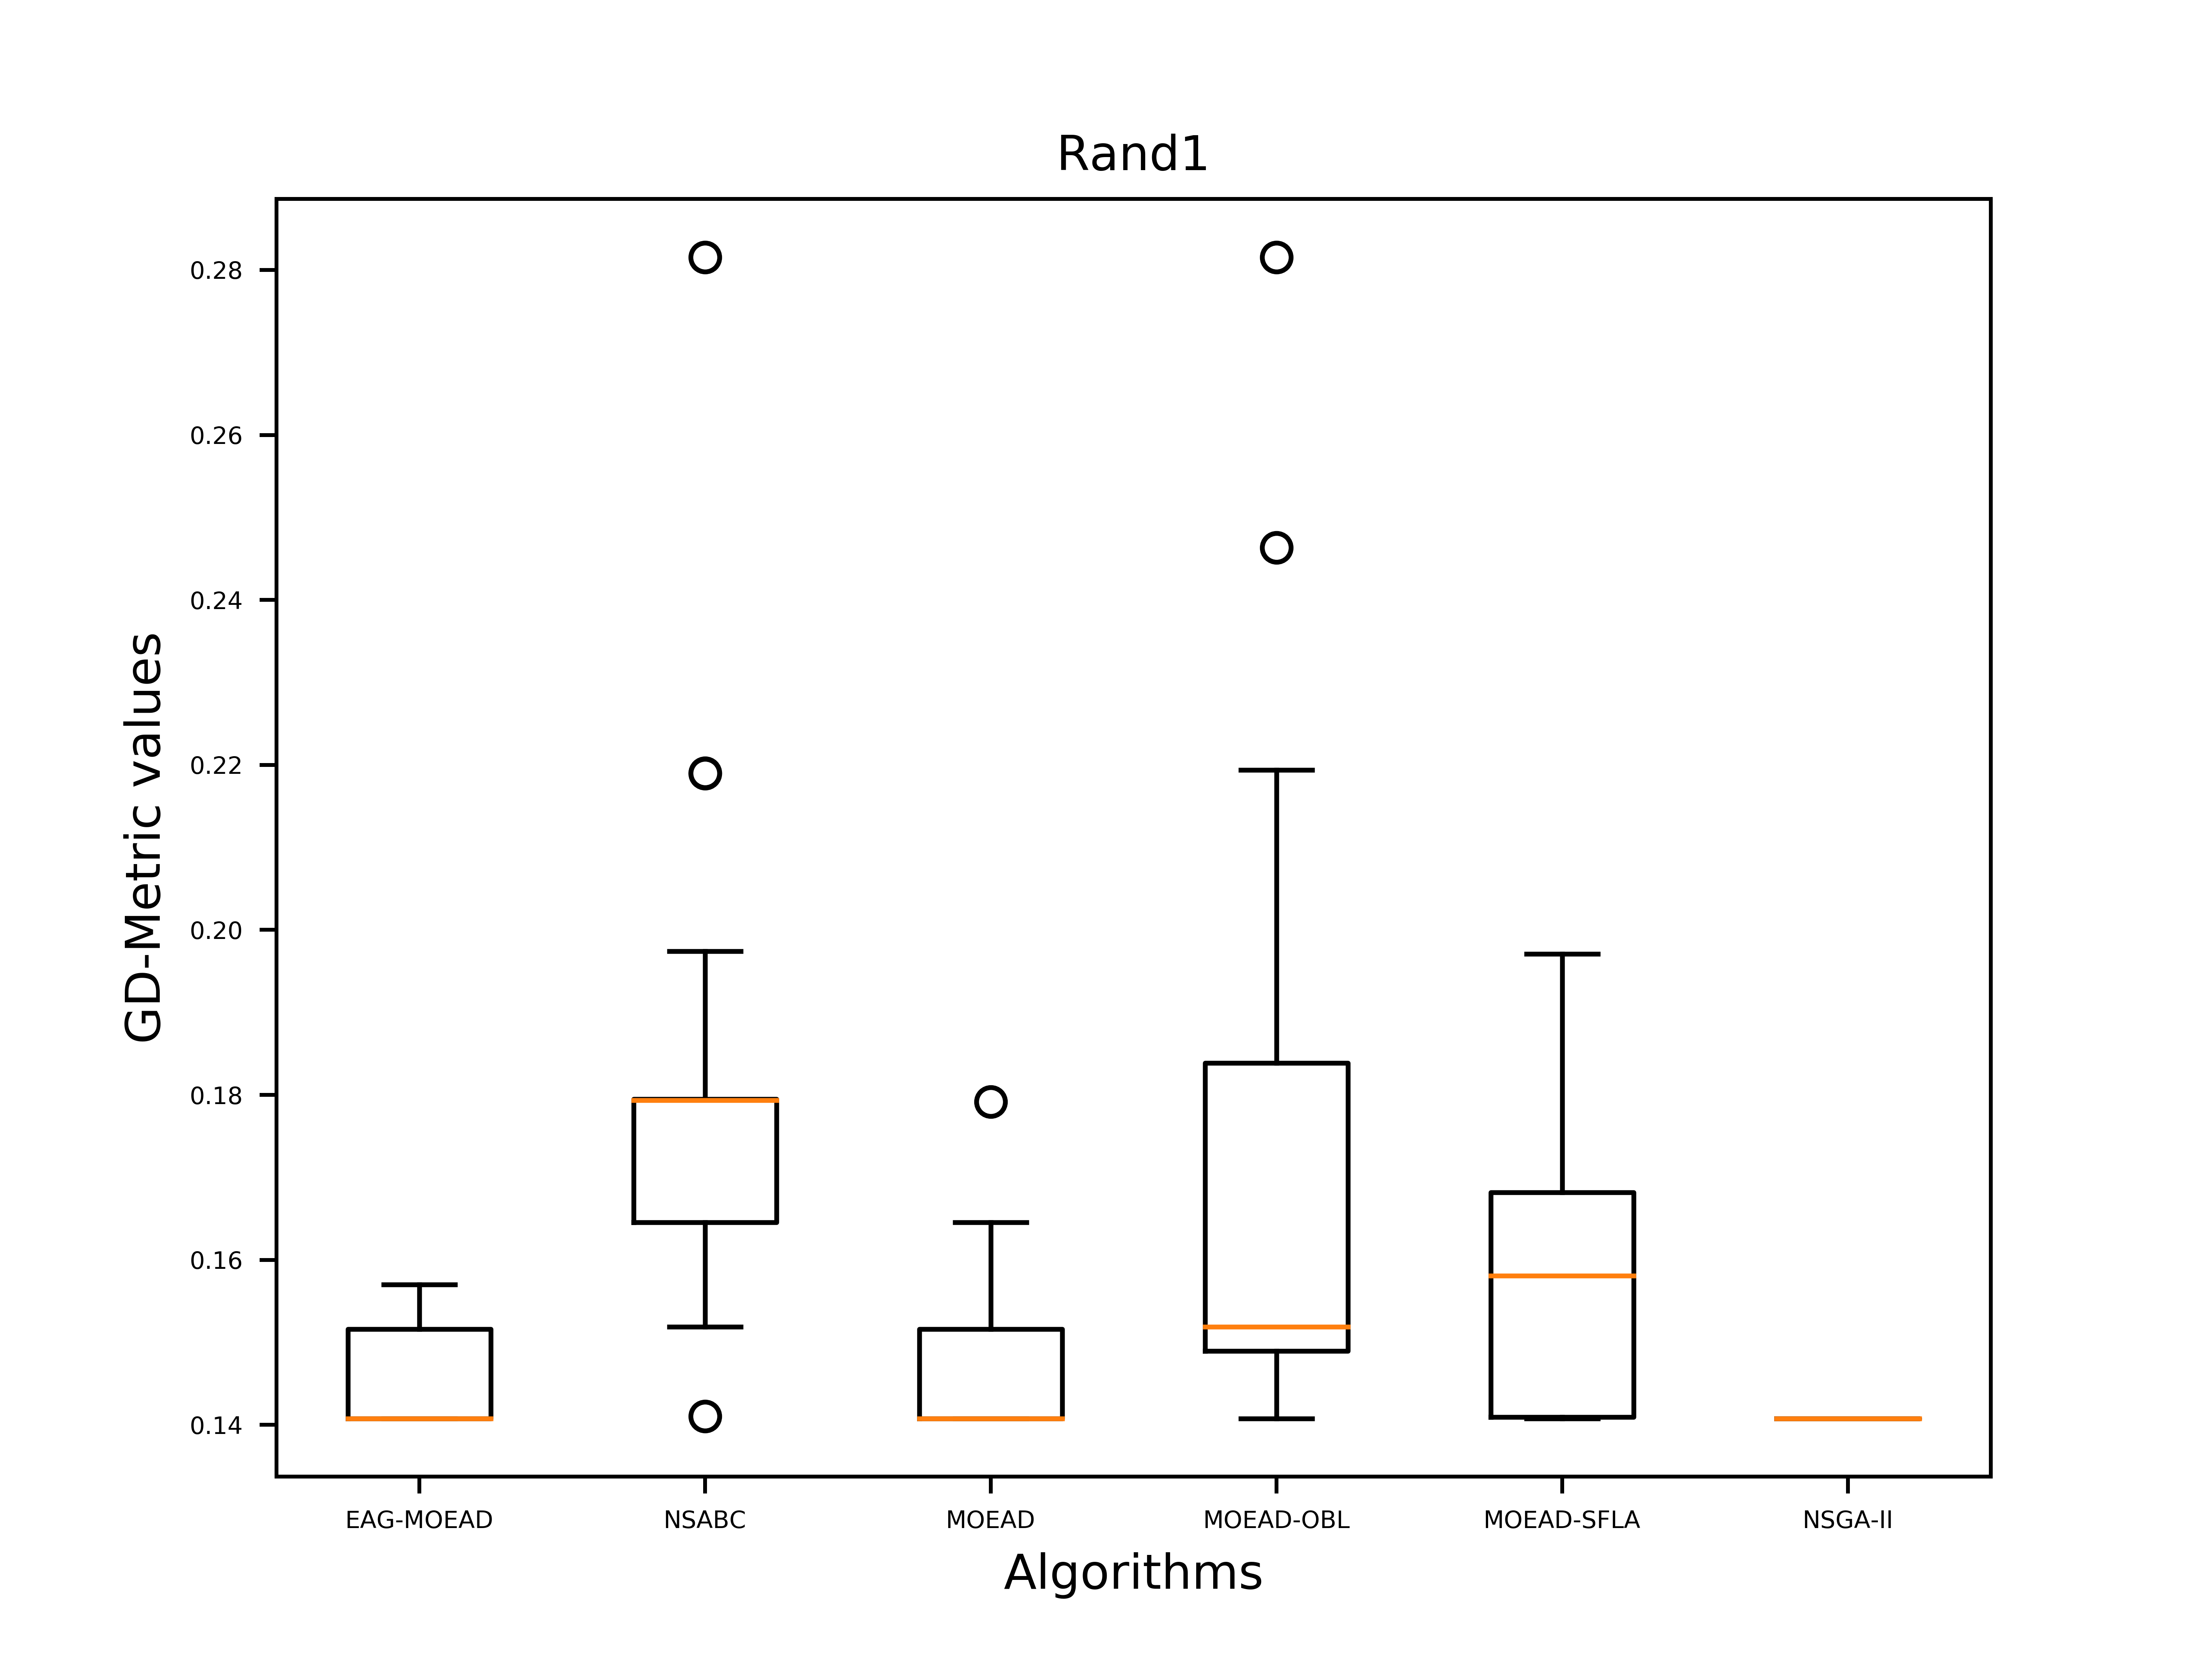 Rand1
0.28
0.26
0.24
0.22
0.20
0.18
0.16
0.14
GD-Metric values
EAG-MOEAD NSABC MOEAD MOEAD-OBL MOEAD-SFLA NSGA-II
Algorithms